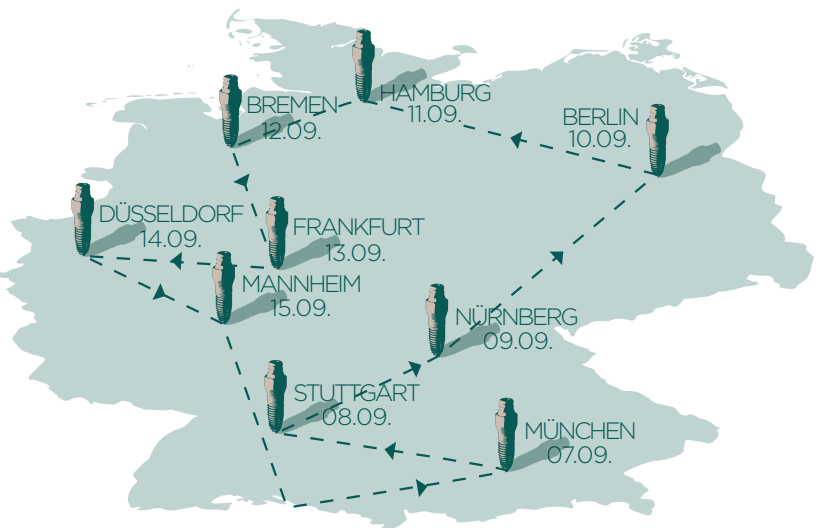 HAMBURG
11.09.
BREMEN
12.09.
BERLIN
10.09.
DÜSSELDORF
14.09.
FRANKFURT
13.09.
MANNHEIM
15.09.
NÜRNBERG
09.09.
STUTTGART
08.09.
MÜNCHEN
07.09.